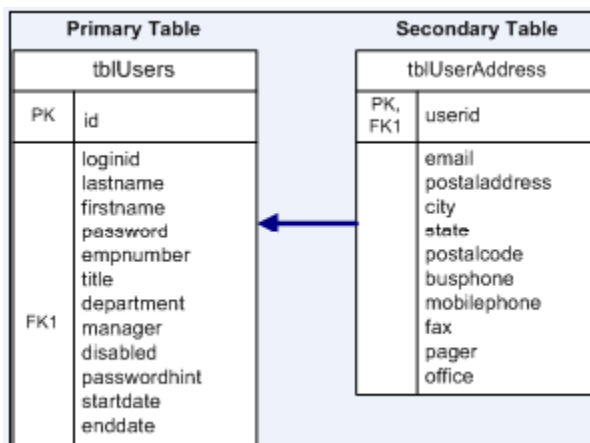 Primary Table
tblUsers
PK
id
FK1
loginid
lastname
firstname
password
empnumber
title
department
manager
disabled
passwordhint
startdate
enddate
Secondary Table
tblUserAddress
PK,
FK1
userid
email
postaladdress
city
state
postalcode
busphone
mobilephone
fax
pager
office